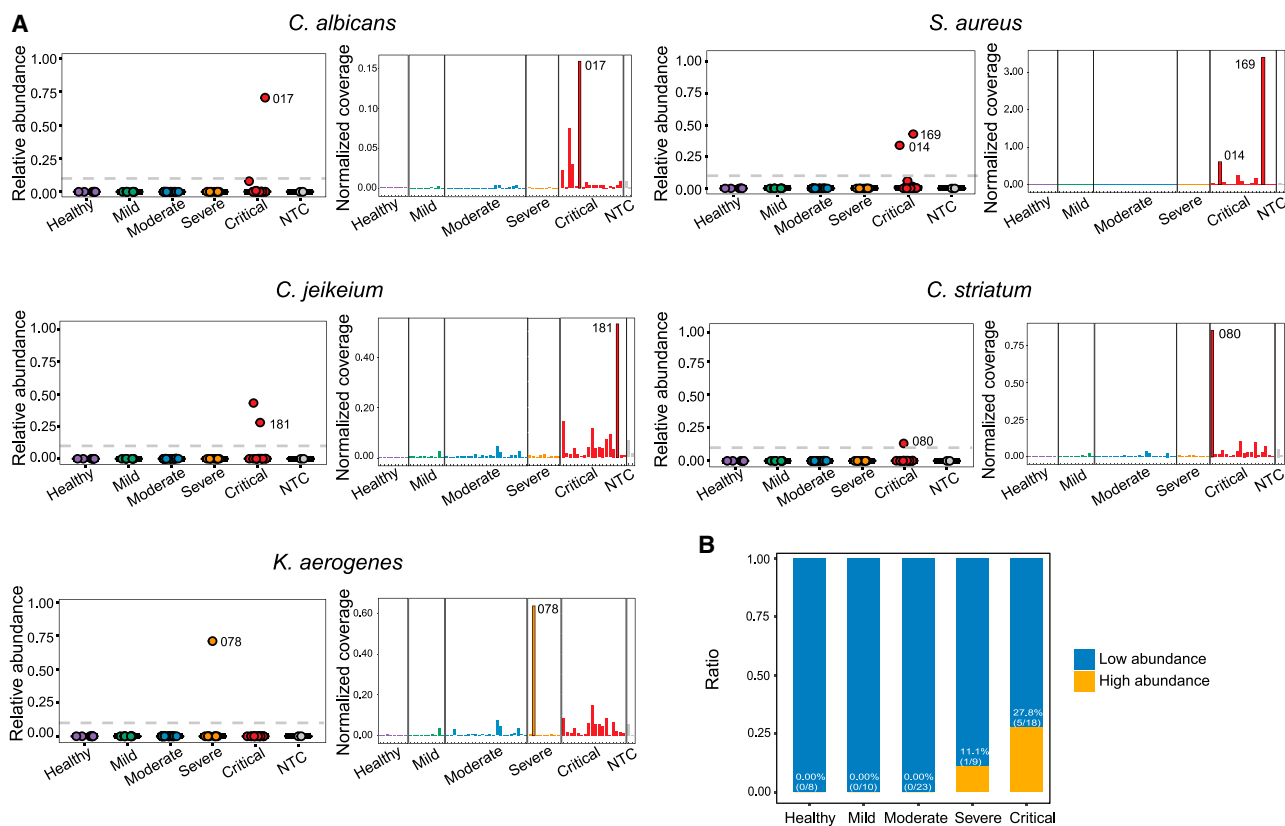 A
C. albicans
Relative abundance
1.00
0.75
0.50
0.25
0.00
017
Healthy
Mild
Moderate
Severe
Critical
NTC
Normalized coverage
0.15
0.10
0.05
0.00
017
Healthy
Mild
Moderate
Severe
Critical
NTC
S. aureus
Relative abundance
1.00
0.75
0.50
0.25
0.00
169
014
Healthy
Mild
Moderate
Severe
Critical
NTC
Normalized coverage
3.00
2.00
1.00
0.00
169
014
Healthy
Mild
Moderate
Severe
Critical
NTC
C. jeikeium
Relative abundance
1.00
0.75
0.50
0.25
0.00
181
Healthy
Mild
Moderate
Severe
Critical
NTC
Normalized coverage
0.40
0.20
0.00
181
Healthy
Mild
Moderate
Severe
Critical
NTC
C. striatum
Relative abundance
1.00
0.75
0.50
0.25
0.00
080
Healthy
Mild
Moderate
Severe
Critical
NTC
Normalized coverage
0.75
0.50
0.25
0.00
080
Healthy
Mild
Moderate
Severe
Critical
NTC
K. aerogenes
Relative abundance
1.00
0.75
0.50
0.25
0.00
078
Healthy
Mild
Moderate
Severe
Critical
NTC
Normalized coverage
0,60
0,40
0.20
0.00
078
Healthy
Mild
Moderate
Severe
Critical
NTC
B
Ratio
1.00
0.75
0.50
0.25
0.00
0.00%
(0/8)
0.00%
(0/10)
0.00%
(0/23)
11.1%
(1/9)
27.8%
(5/18)
Healthy
Mild
Moderate
Severe
Critical
Low abundance
High abundance